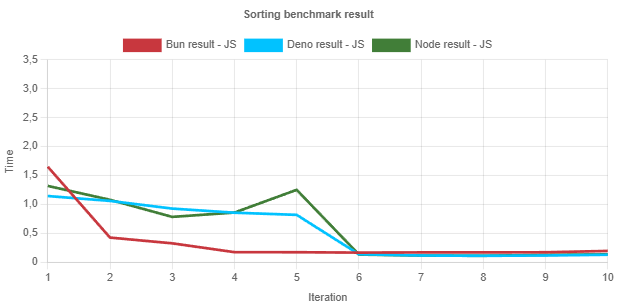 Sorting benchmark result
Bun result - JS Deno result - JS Node result - JS
3,5
3,0
2,5
2,0
1,5
1,0
0,5
0
Time
1 2 3 4 5 6 7 8 9 10
Iteration